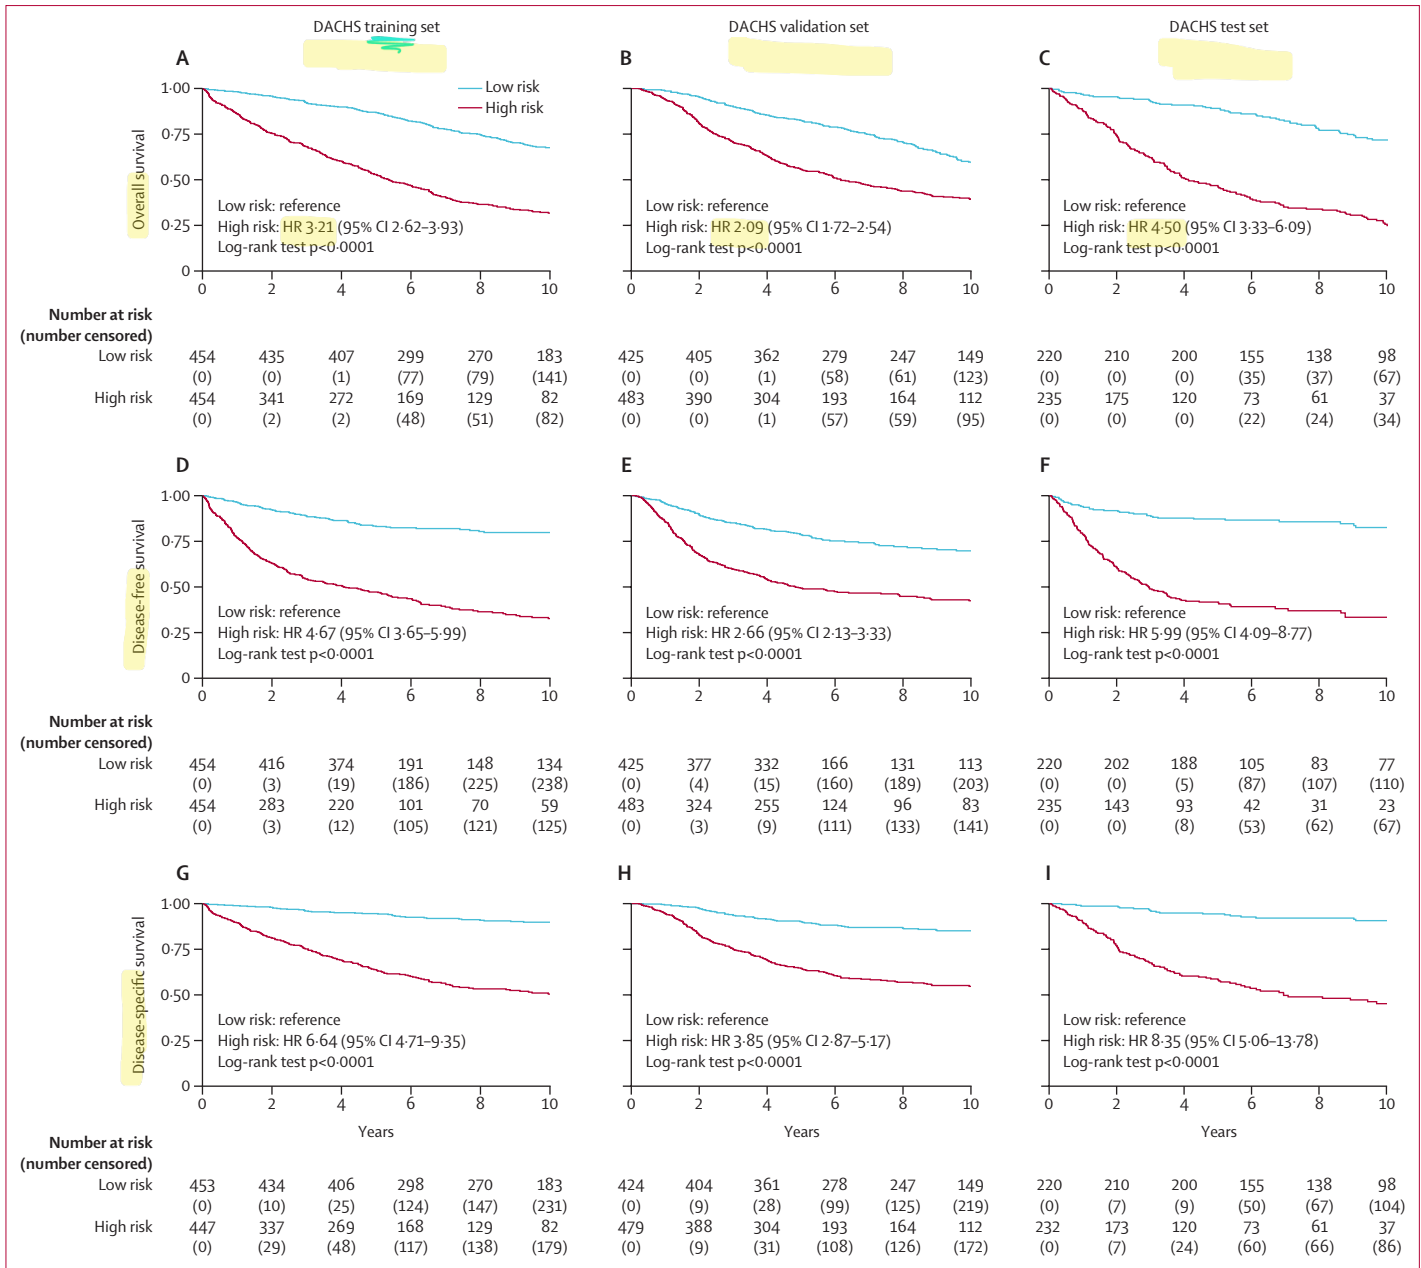 DACHS training set
DACHS validation set
DACHS test set
A
B
C
1·00
0·75
0·50
0·25
0
Overall survival
Low risk
High risk
Low risk: reference
High risk: HR 3·21 (95% CI 2·62–3·93)
Log-rank test p<0·0001
Low risk: reference
High risk: HR 2·09 (95% CI 1·72–2·54)
Log-rank test p<0·0001
Low risk: reference
High risk: HR 4·50 (95% CI 3·33–6·09)
Log-rank test p<0·0001
0 2 4 6 8 10
0 2 4 6 8 10
0 2 4 6 8 10
Number at risk
(number censored)
Low risk 454 435 407 299 270 183 425 405 362 279 247 149 220 210 200 155 138 98
(0) (0) (1) (77) (79) (141) (0) (0) (1) (58) (61) (123) (0) (0) (0) (35) (37) (67)
High risk 454 341 272 169 129 82 483 390 304 193 164 112 235 175 120 73 61 37
(0) (2) (2) (48) (51) (82) (0) (0) (1) (57) (59) (95) (0) (0) (0) (22) (24) (34)
D
E
F
1·00
0·75
0·50
0·25
0
Disease-free survival
Low risk: reference
High risk: HR 4·67 (95% CI 3·65–5·99)
Log-rank test p<0·0001
Low risk: reference
High risk: HR 2·66 (95% CI 2·13–3·33)
Log-rank test p<0·0001
Low risk: reference
High risk: HR 5·99 (95% CI 4·09–8·77)
Log-rank test p<0·0001
0 2 4 6 8 10
0 2 4 6 8 10
0 2 4 6 8 10
Number at risk
(number censored)
Low risk 454 416 374 191 148 134 425 377 332 166 131 113 220 202 188 105 83 77
(0) (3) (19) (186) (225) (238) (0) (4) (15) (160) (189) (203) (0) (0) (5) (87) (107) (110)
High risk 454 283 220 101 70 59 483 324 255 124 96 83 235 143 93 42 31 23
(0) (3) (12) (105) (121) (125) (0) (3) (9) (111) (133) (141) (0) (0) (8) (53) (62) (67)
G
H
I
1·00
0·75
0·50
0·25
0
Disease-specific survival
Low risk: reference
High risk: HR 6·64 (95% CI 4·71–9·35)
Log-rank test p<0·0001
Low risk: reference
High risk: HR 3·85 (95% CI 2·87–5·17)
Log-rank test p<0·0001
Low risk: reference
High risk: HR 8·35 (95% CI 5·06–13·78)
Log-rank test p<0·0001
0 2 4 6 8 10
0 2 4 6 8 10
0 2 4 6 8 10
Years
Years
Years
Number at risk
(number censored)
Low risk 453 434 406 298 270 183 424 404 361 278 247 149 220 210 200 155 138 98
(0) (10) (25) (124) (147) (231) (0) (9) (28) (99) (125) (219) (0) (7) (9) (50) (67) (104)
High risk 447 337 269 168 129 82 479 388 304 193 164 112 232 173 120 73 61 37
(0) (29) (48) (117) (138) (179) (0) (9) (31) (108) (126) (172) (0) (7) (24) (60) (66) (86)